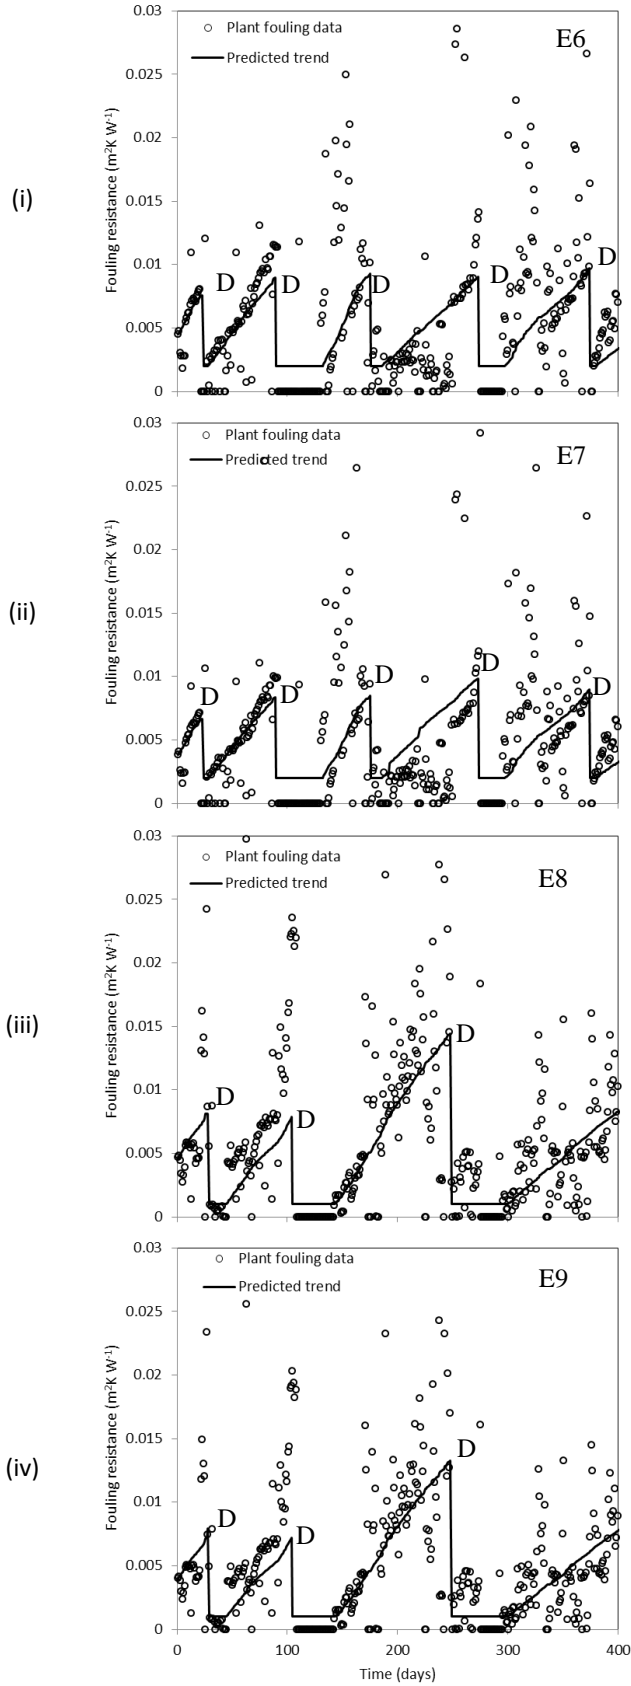 0.03
Plant fouling data
E6
Predicted trend
0.025
0.02
(i)
0.015
Fouling resistance (m²K W⁻¹)
0.01
D D D D D
0.005
0
0.03
Plant fouling data
E7
Predicted trend
0.025
0.02
(ii)
0.015
Fouling resistance (m²K W⁻¹)
0.01
D D D D D
0.005
0
0.03
Plant fouling data
E8
Predicted trend
0.025
0.02
(iii)
0.015
Fouling resistance (m²K W⁻¹)
D
0.01
D D
0.005
0
0.03
Plant fouling data
E9
Predicted trend
0.025
0.02
(iv)
0.015
Fouling resistance (m²K W⁻¹)
D
0.01
D D
0.005
0
0 100 200 300 400
Time (days)